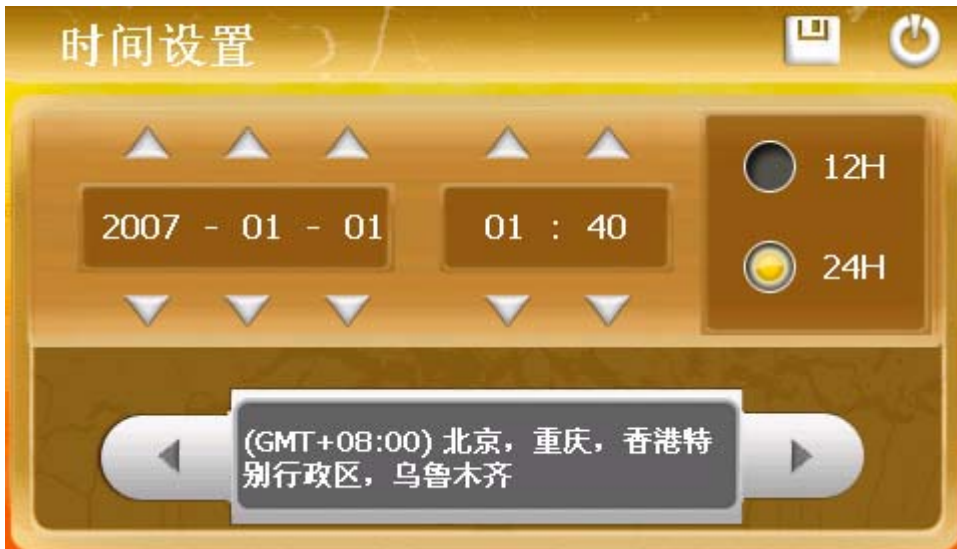 时间设置
12H
2007 - 01 - 01 01 : 40
24H
(GMT+08:00) 北京，重庆，香港特
别行政区，乌鲁木齐